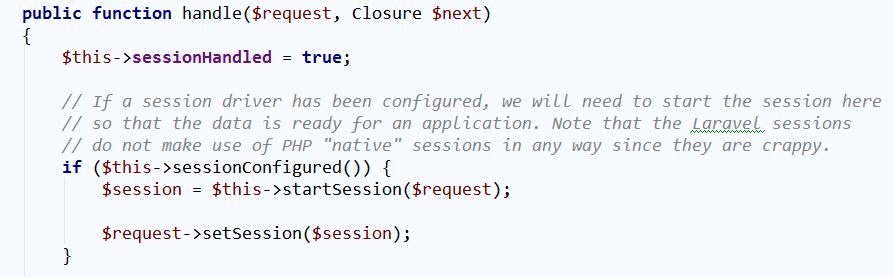 public function handle($request, Closure $next)
{
$this->sessionHandled = true;
// If a session driver has been configured, we will need to start the session here
// so that the data is ready for an application. Note that the Laravel sessions
// do not make use of PHP "native" sessions in any way since they are crappy.
if ($this->sessionConfigured()) {
$session = $this->startSession($request);
$request->setSession($session);
}